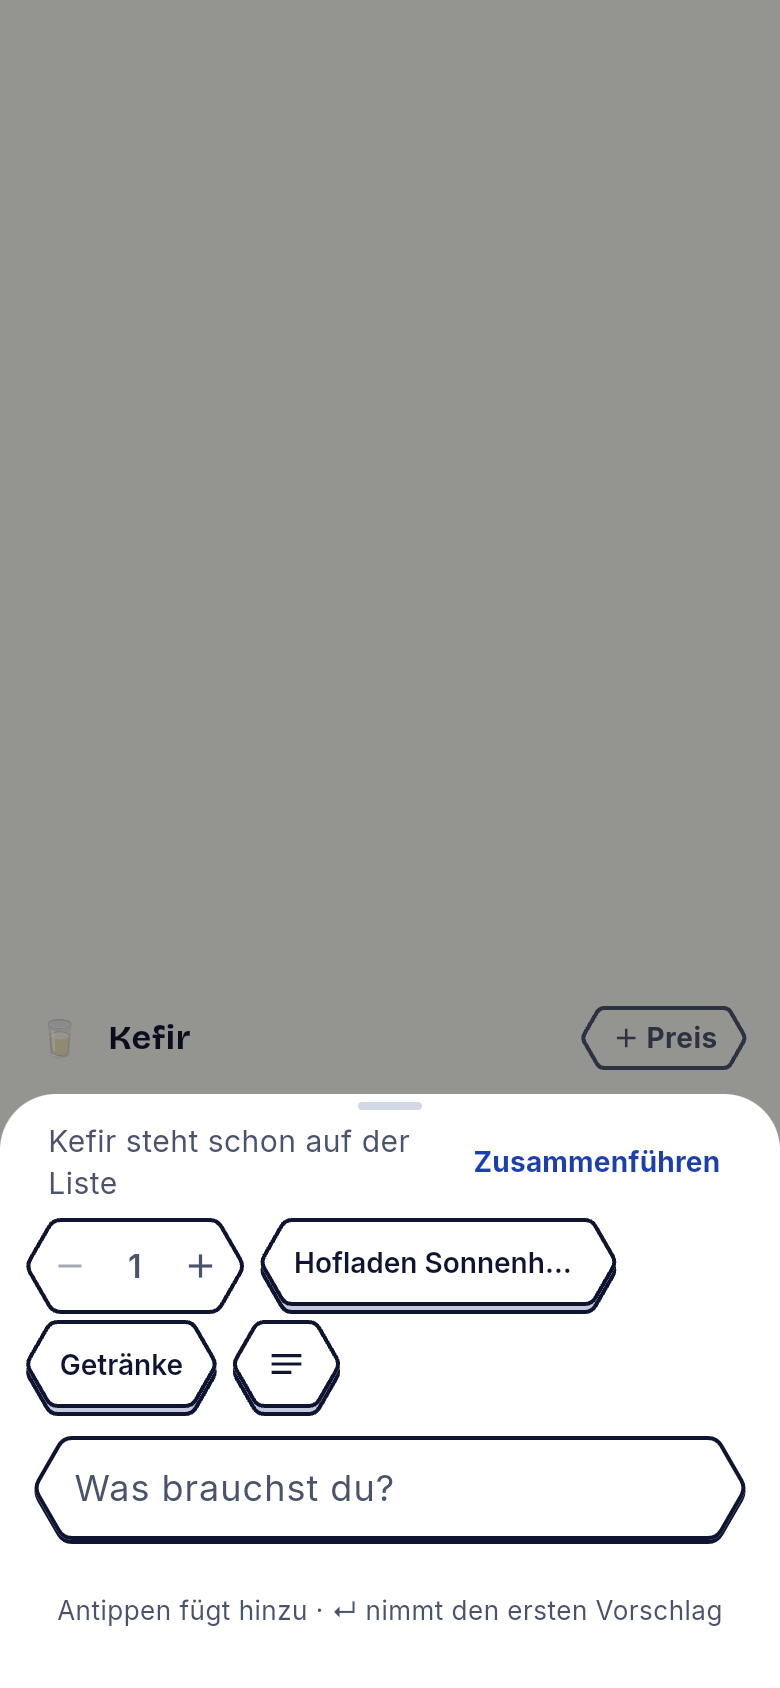 Kefir
+ Preis
Kefir steht schon auf der
Liste
Zusammenführen
− 1 +
Hofladen Sonnenh...
Getränke
Was brauchst du?
Antippen fügt hinzu · ↵ nimmt den ersten Vorschlag